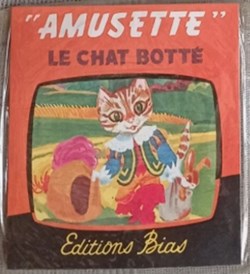 "AMUSETTE"
LE CHAT BOTTÉ
Editions Bias